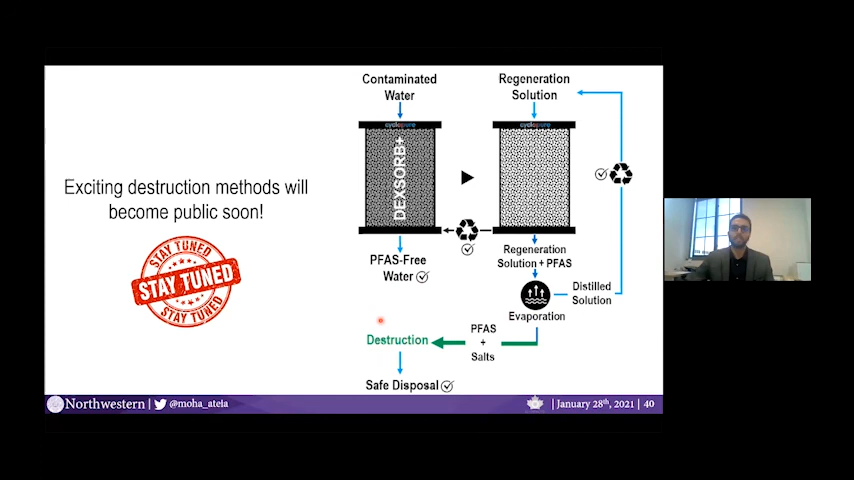 Exciting destruction methods will
become public soon!
STAY TUNED
STAY TUNED
STAY TUNED
Contaminated
Water
cyclopure
DEXSORB+
PFAS-Free
Water
Regeneration
Solution
cyclopure
Regeneration
Solution + PFAS
Evaporation
Distilled
Solution
PFAS
+
Salts
Destruction
Safe Disposal
Northwestern | @moha_ateia
| January 28th, 2021 | 40